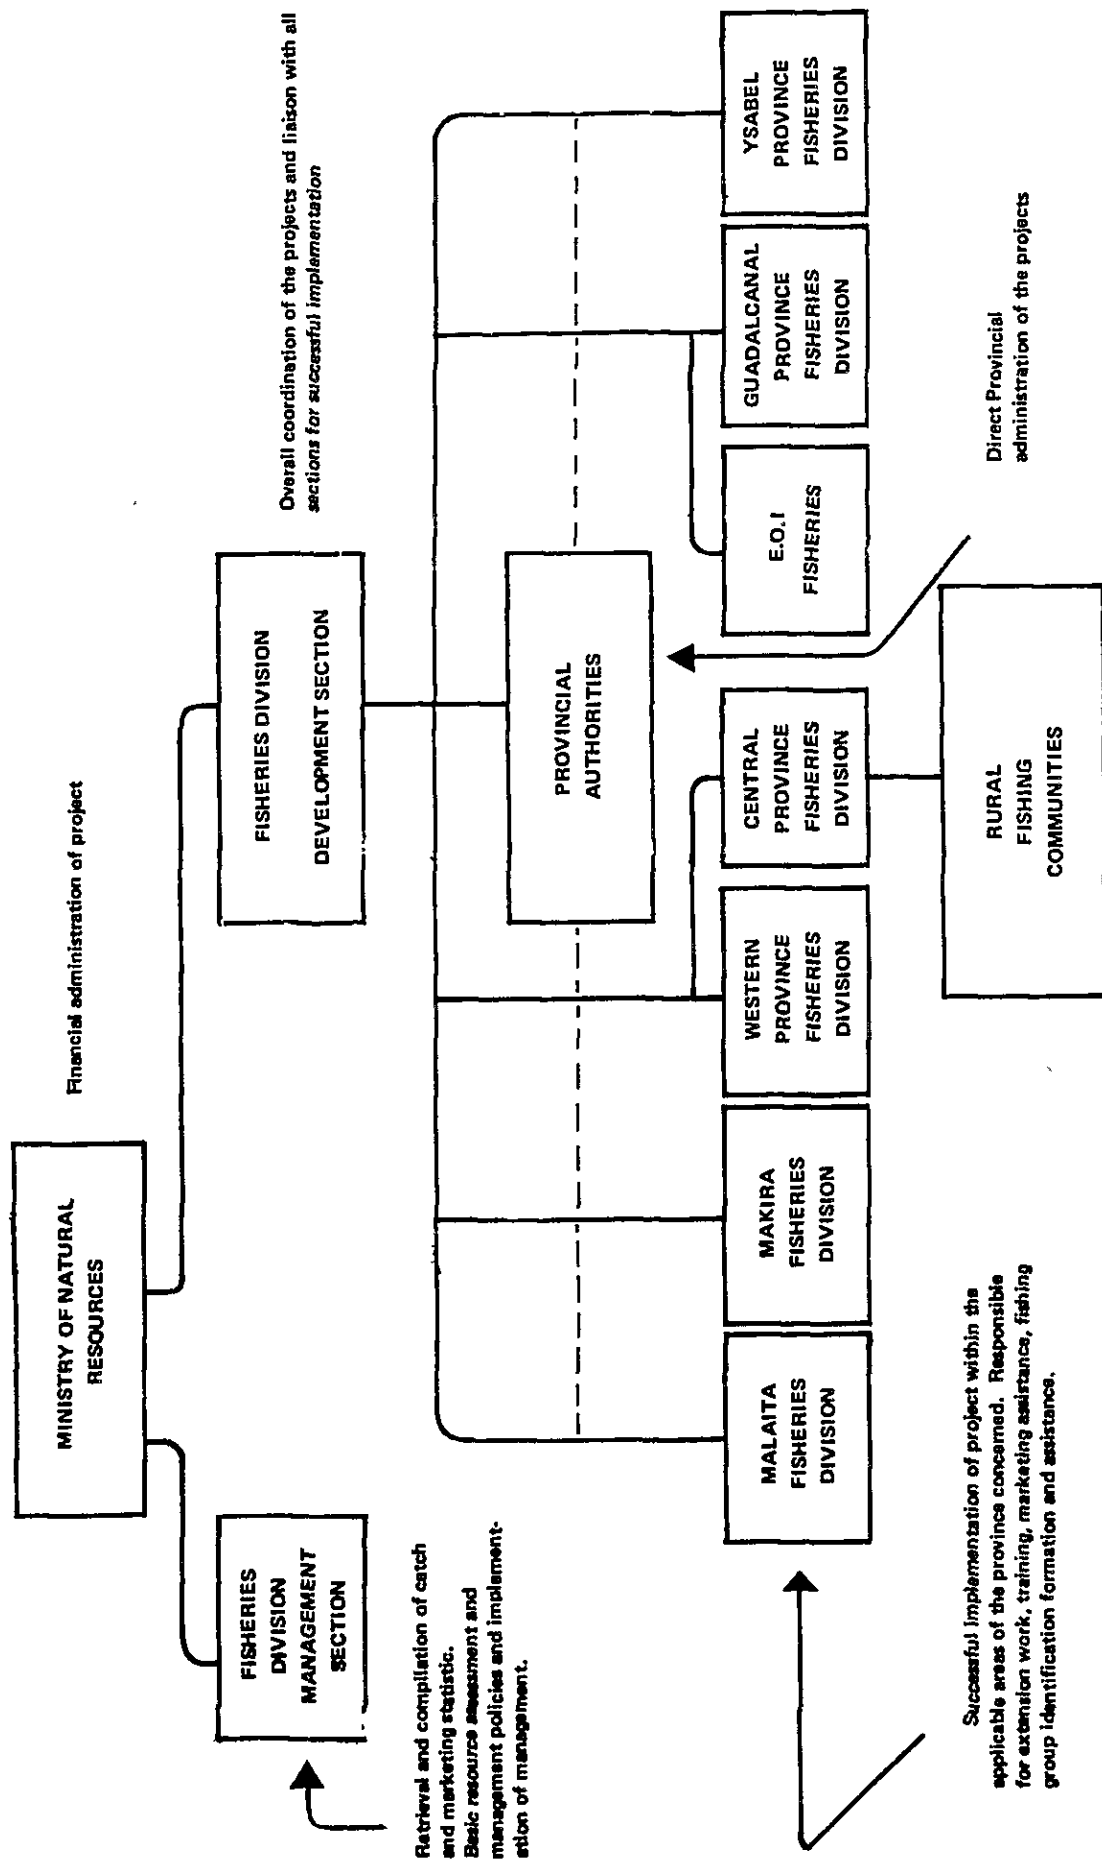 MINISTRY OF NATURAL
RESOURCES
Financial administration of project
FISHERIES
DIVISION
MANAGEMENT
SECTION
FISHERIES DIVISION
DEVELOPMENT SECTION
Overall coordination of the projects and liaison with all
sections for successful implementation
Retrieval and compilation of catch
and marketing statistic.
Basic resource assessment and
management policies and implement-
ation of management.
PROVINCIAL
AUTHORITIES
MALAITA
FISHERIES
DIVISION
MAKIRA
FISHERIES
DIVISION
WESTERN
PROVINCE
FISHERIES
DIVISION
CENTRAL
PROVINCE
FISHERIES
DIVISION
E.O.I
FISHERIES
GUADALCANAL
PROVINCE
FISHERIES
DIVISION
YSABEL
PROVINCE
FISHERIES
DIVISION
Successful implementation of project within the
applicable areas of the province concerned. Responsible
for extension work, training, marketing assistance, fishing
group identification formation and assistance.
RURAL
FISHING
COMMUNITIES
Direct Provincial
administration of the projects